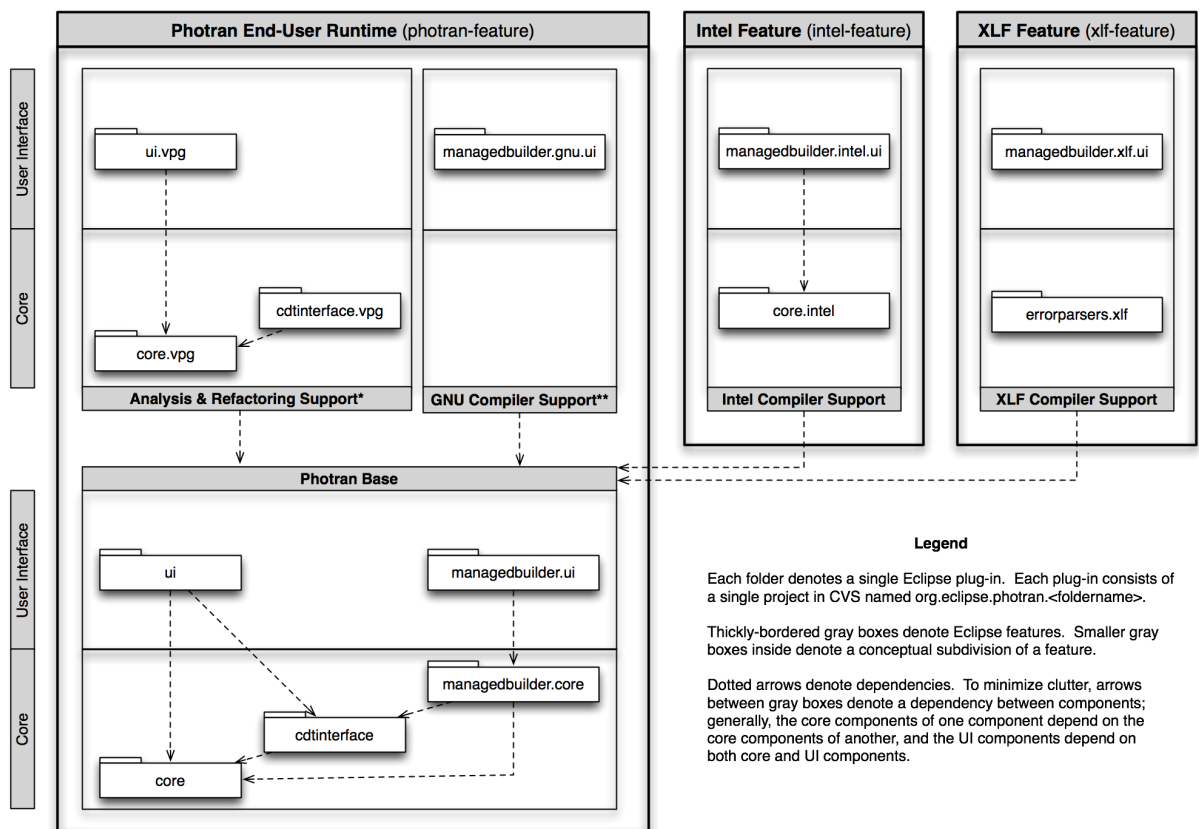 Photran End-User Runtime (photran-feature)
Intel Feature (intel-feature)
XLF Feature (xlf-feature)
User Interface
ui.vpg
managedbuilder.gnu.ui
managedbuilder.intel.ui
managedbuilder.xlf.ui
Core
cdtinterface.vpg
core.vpg
core.intel
errorparsers.xlf
Analysis & Refactoring Support*
GNU Compiler Support**
Intel Compiler Support
XLF Compiler Support
Photran Base
User Interface
ui
managedbuilder.ui
Core
managedbuilder.core
cdtinterface
core
Legend
Each folder denotes a single Eclipse plug-in. Each plug-in consists of
a single project in CVS named org.eclipse.photran.<foldername>.
Thickly-bordered gray boxes denote Eclipse features. Smaller gray
boxes inside denote a conceptual subdivision of a feature.
Dotted arrows denote dependencies. To minimize clutter, arrows
between gray boxes denote a dependency between components;
generally, the core components of one component depend on the
core components of another, and the UI components depend on
both core and UI components.